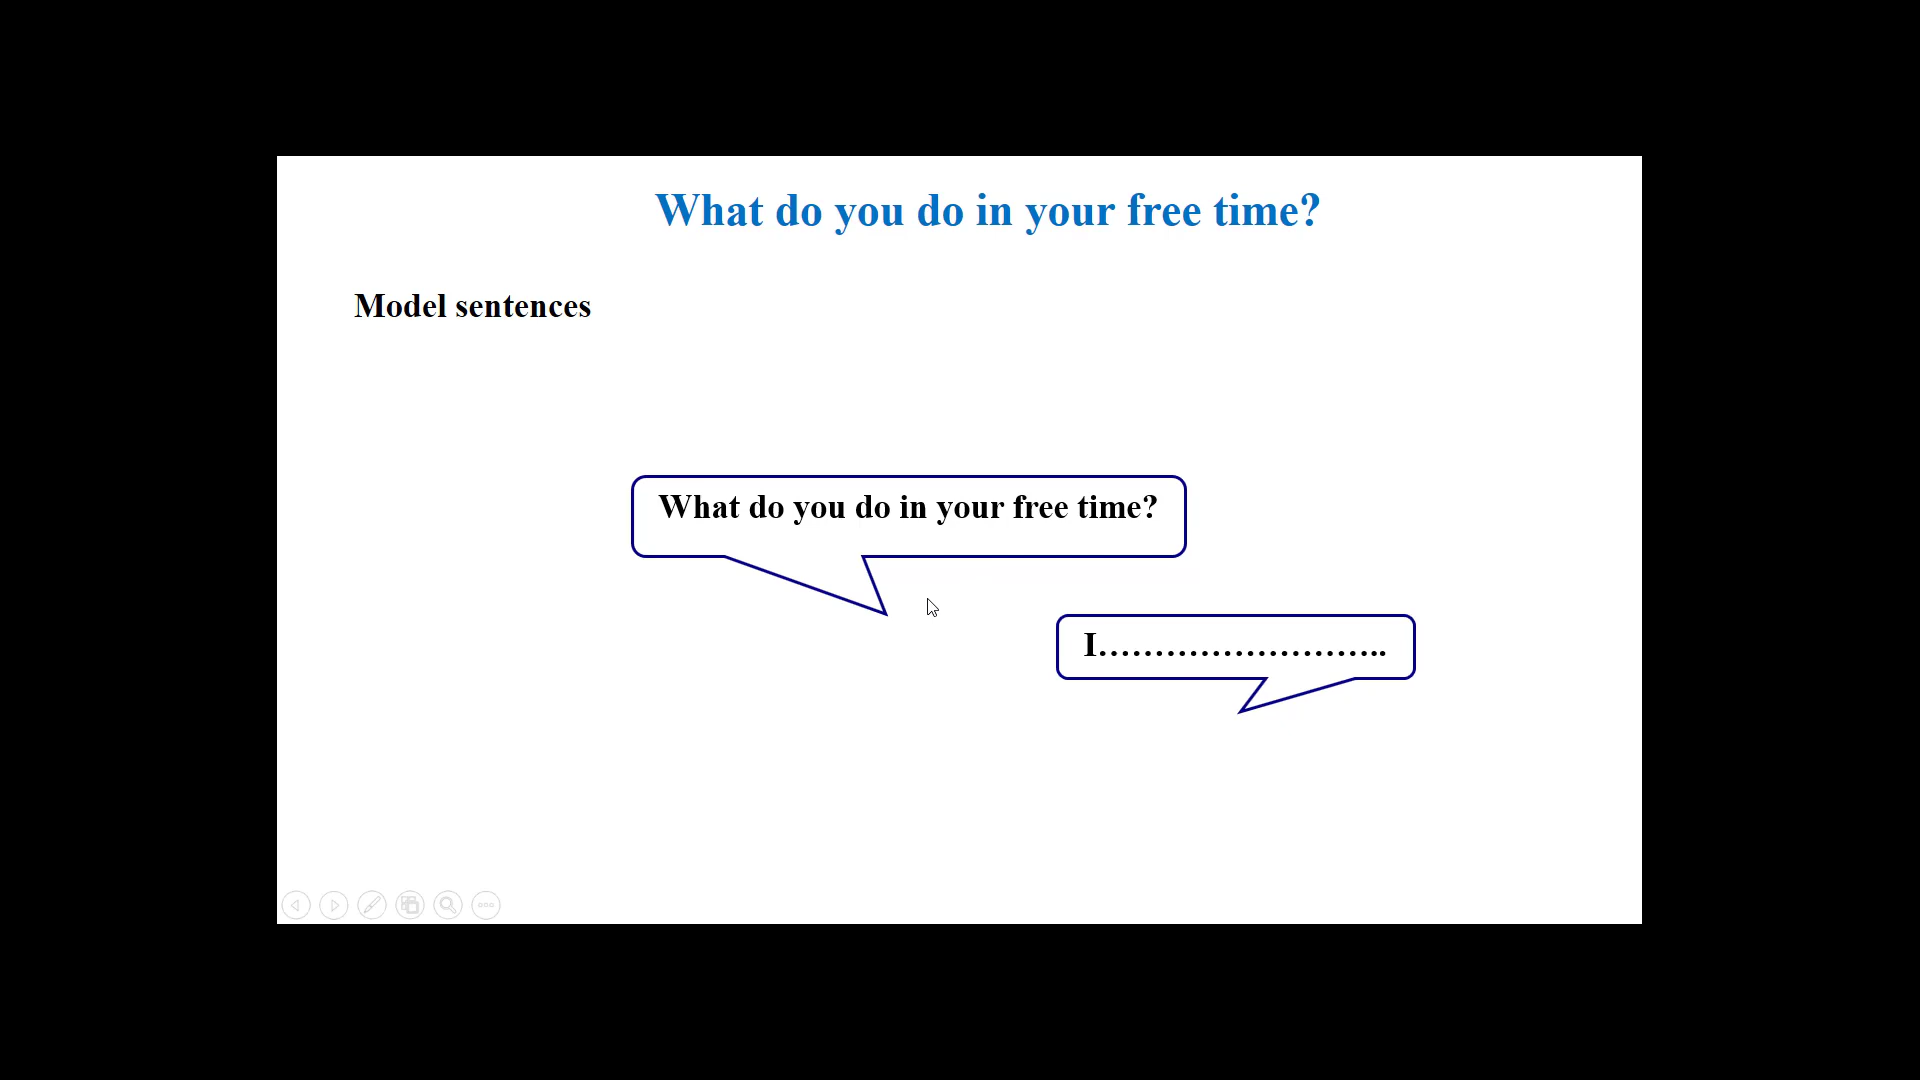 What do you do in your free time?
Model sentences
What do you do in your free time?
I……………………..